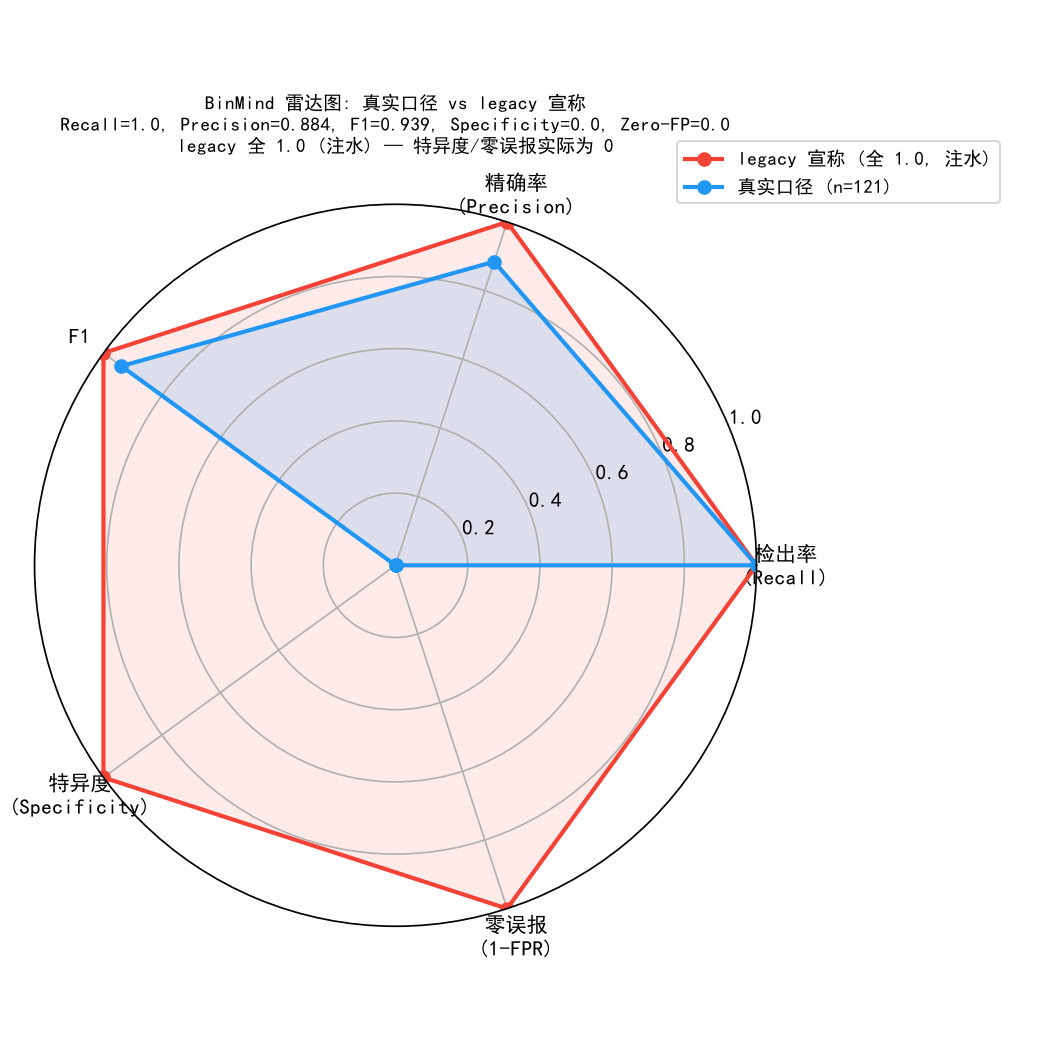 BinMind 雷达图: 真实口径 vs legacy 宣称
Recall=1.0, Precision=0.884, F1=0.939, Specificity=0.0, Zero-FP=0.0
legacy 全 1.0 (注水) — 特异度/零误报实际为 0
legacy 宣称 (全 1.0, 注水)
真实口径 (n=121)
精确率
(Precision)
F1
1.0
0.8
0.6
0.4
0.2
检出率
(Recall)
特异度
(Specificity)
零误报
(1-FPR)